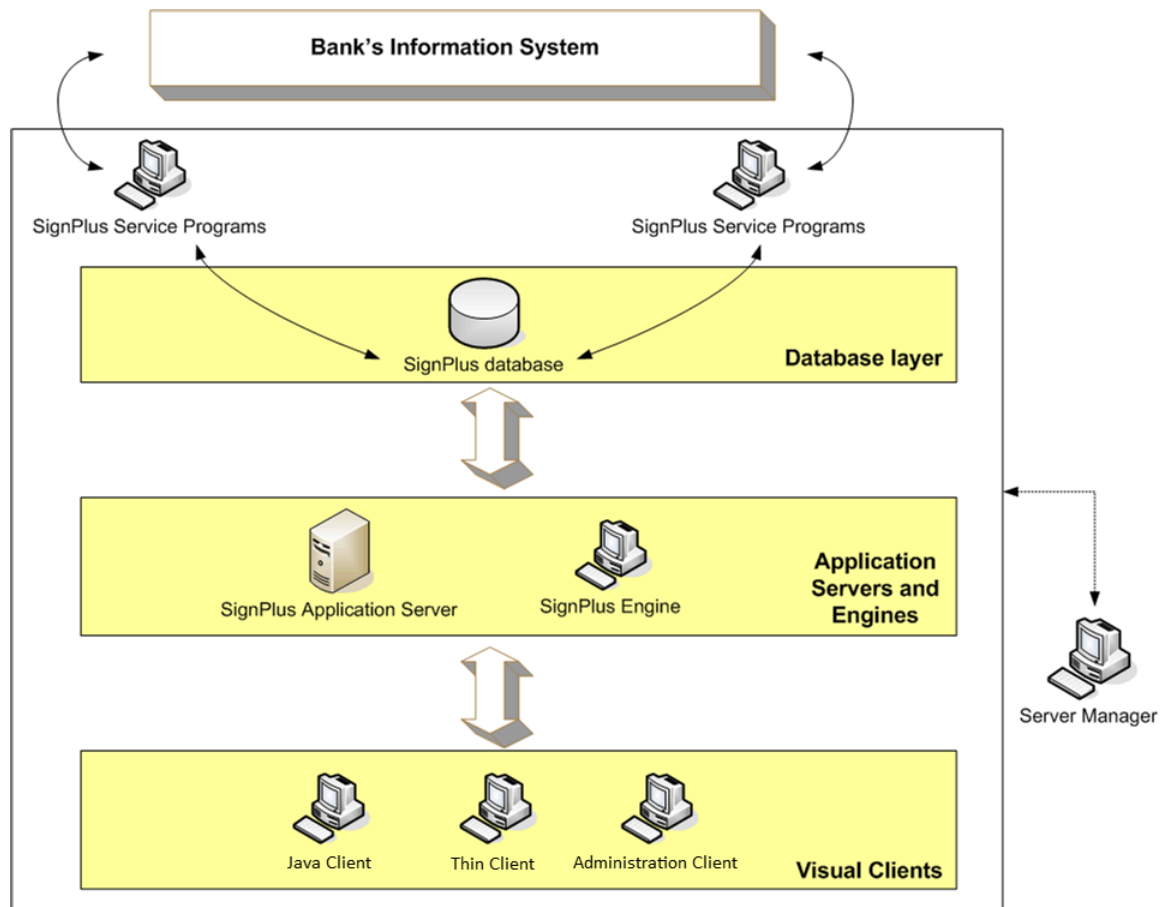 Bank's Information System
SignPlus Service Programs
SignPlus Service Programs
SignPlus database
Database layer
SignPlus Application Server
SignPlus Engine
Application
Servers and
Engines
Server Manager
Java Client
Thin Client
Administration Client
Visual Clients